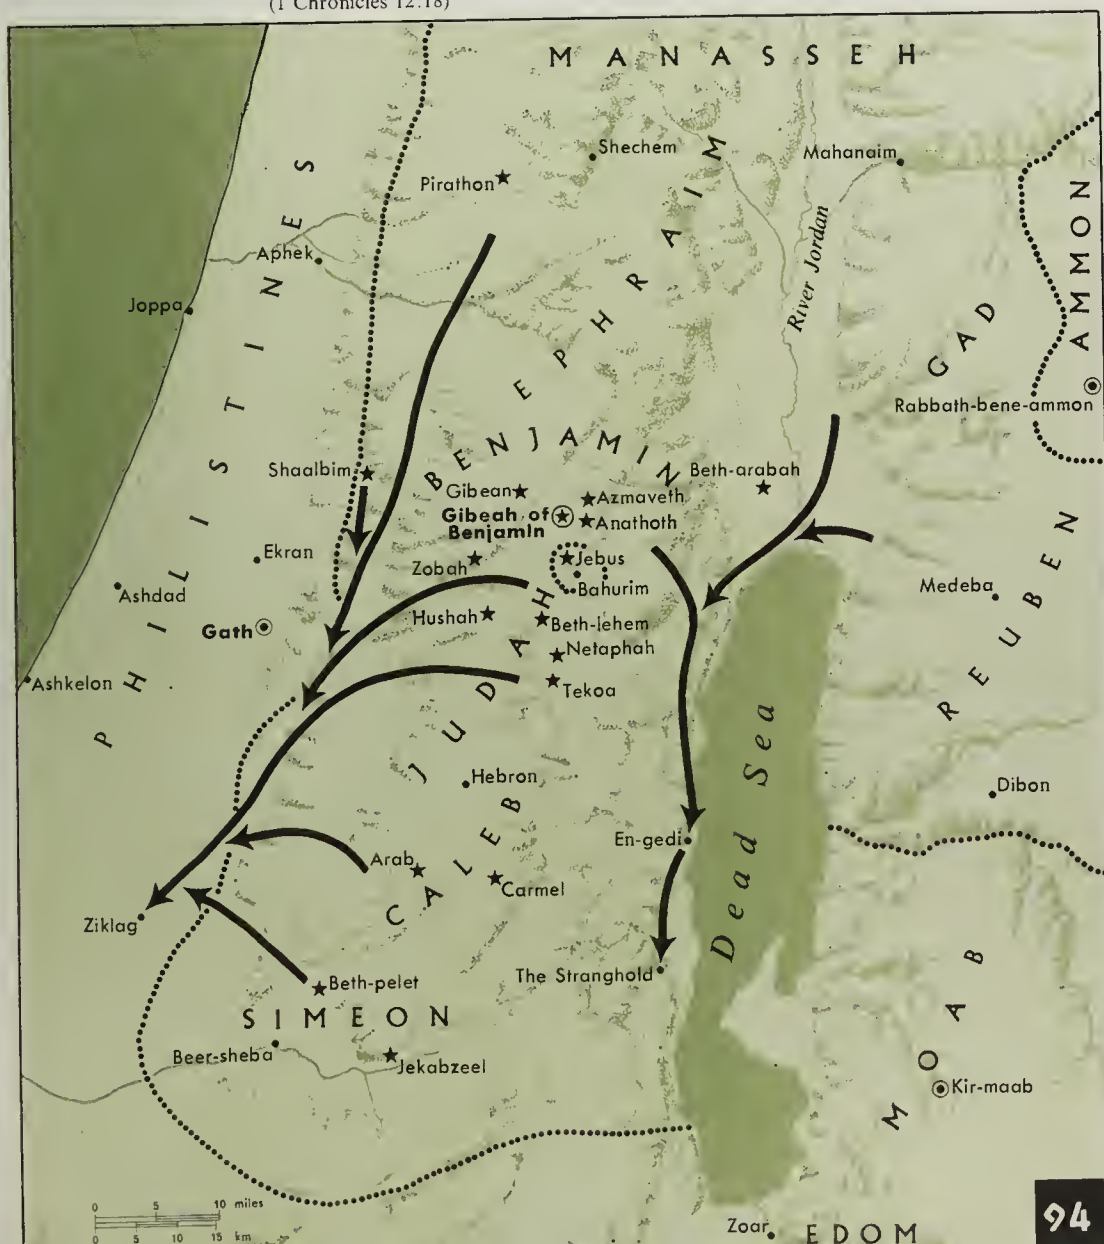 (1 Chronicles 12:18)
MANASSEH
Shechem
Mahanaim
Pirathon
EPHRAIM
AMMON
PHILISTINES
Aphek
River Jordan
Joppa
GAD
Rabbath-bene-ammon
BENJAMIN
Shaalbim
Beth-arabah
Gibean
Azmaveth
Gibeah of
Benjamin
Anathoth
Ekran
Zobah
Jebus
Bahurim
Medeba
Ashdad
REUBEN
Gath
Hushah
Beth-lehem
JUDAH
Netaphah
Ashkelon
Tekoa
Dead Sea
Hebron
Dibon
CALEB
En-gedi
Arab
Carmel
Ziklag
The Stranghold
Beth-pelet
MOAB
SIMEON
Beer-sheba
Jekabzeel
Kir-maab
0 5 10 miles
0 5 10 15 km
Zoar
EDOM
94